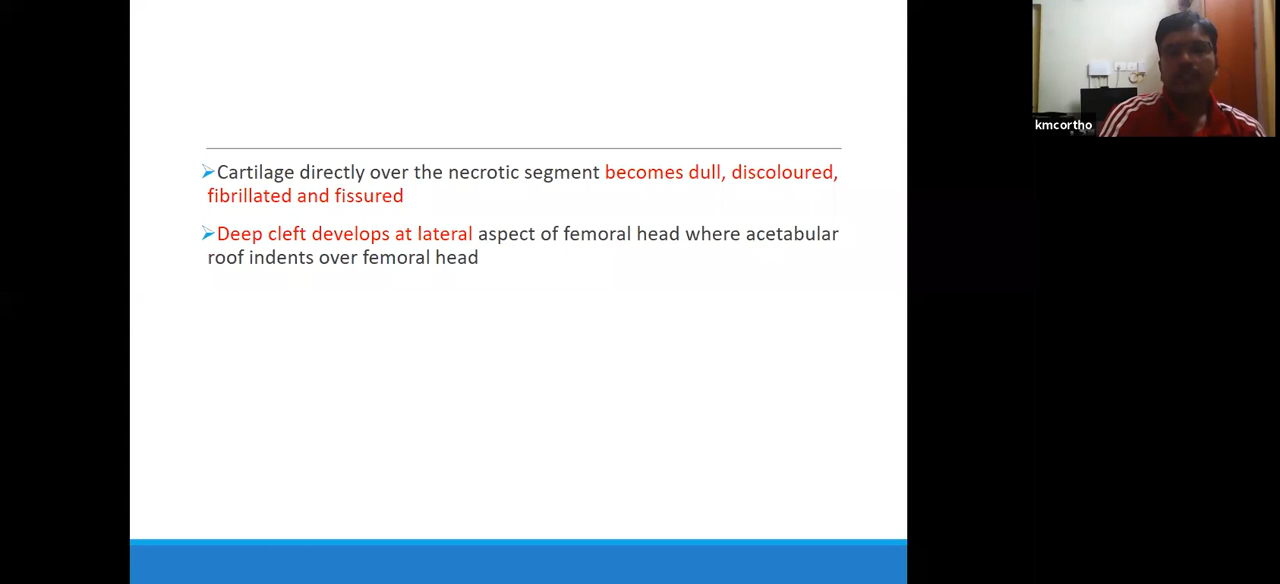 kmcortho
➢Cartilage directly over the necrotic segment becomes dull, discoloured,
fibrillated and fissured
➢Deep cleft develops at lateral aspect of femoral head where acetabular
roof indents over femoral head